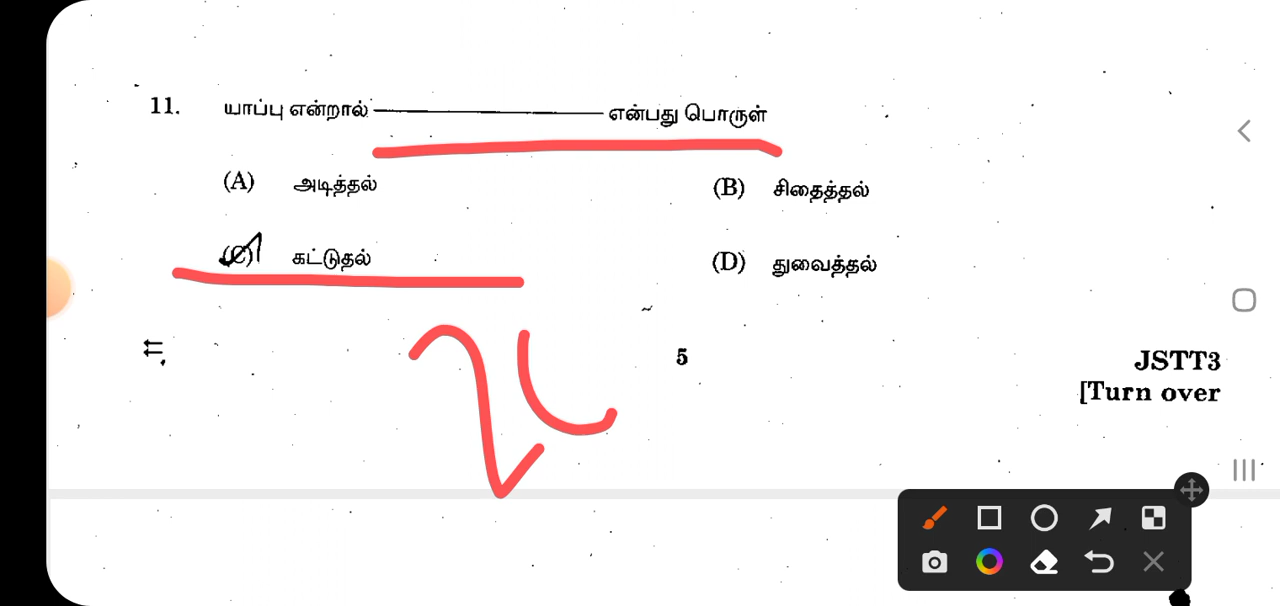 11. யாப்பு என்றால் ———————— என்பது பொருள்
(A) அடித்தல் (B) சிதைத்தல்
(C) கட்டுதல் (D) துவைத்தல்
5
JSTT3
[Turn over